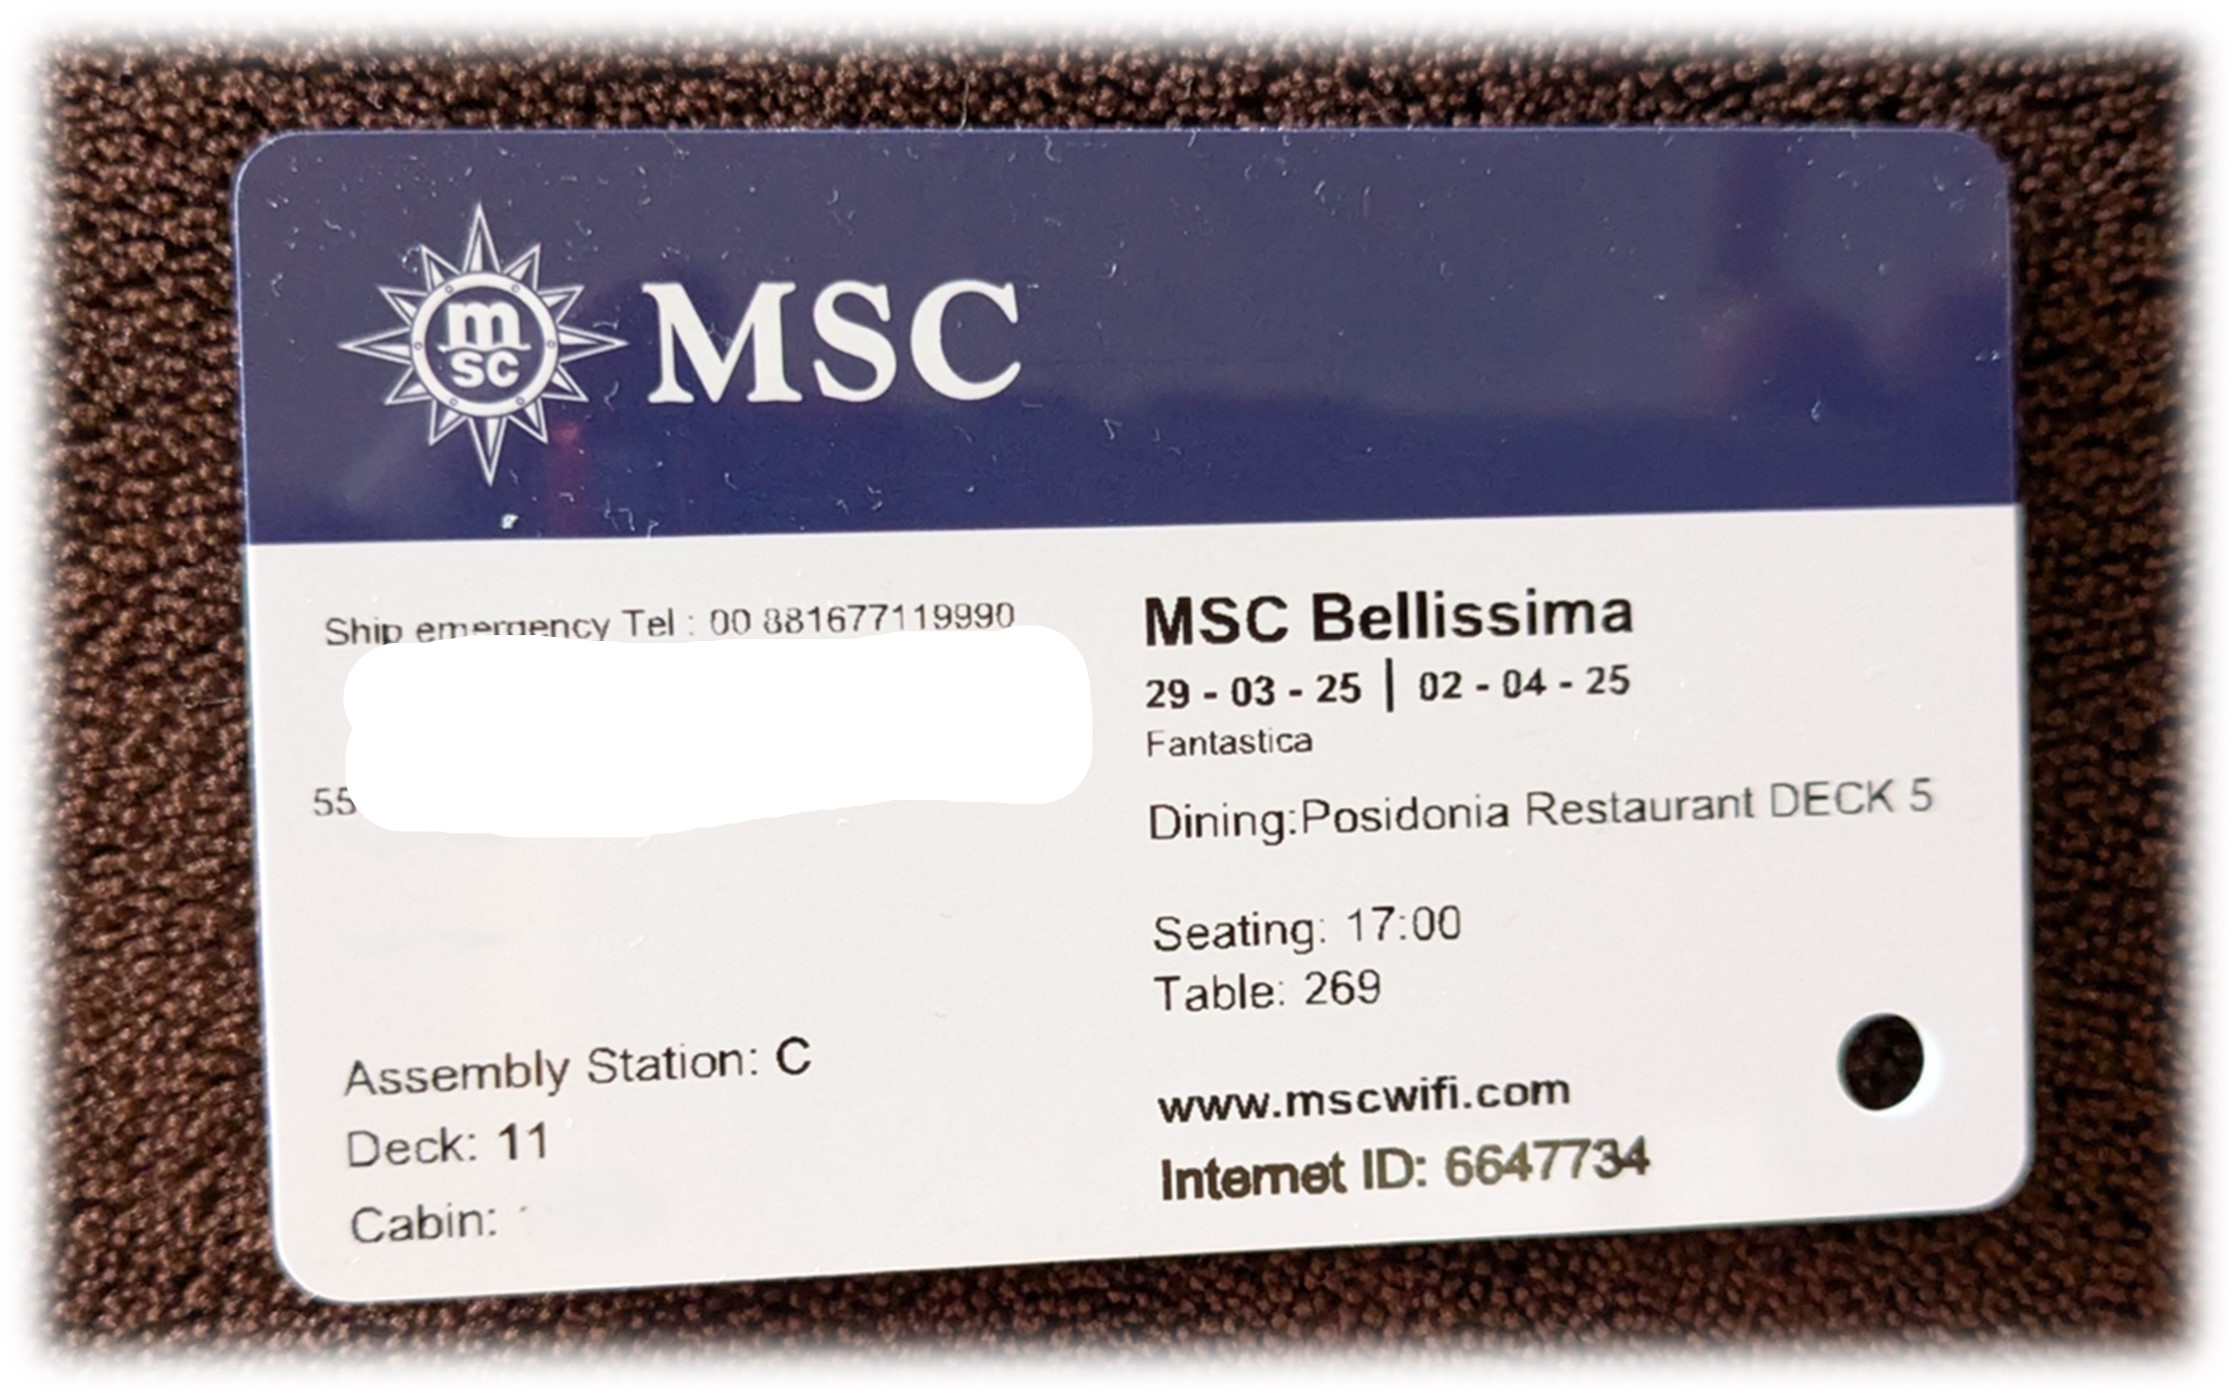 m
sc
MSC
Ship emergency Tel : 00 881677119990
55
Assembly Station: C
Deck: 11
Cabin:
MSC Bellissima
29 - 03 - 25 | 02 - 04 - 25
Fantastica
Dining:Posidonia Restaurant DECK 5
Seating: 17:00
Table: 269
www.mscwifi.com
Internet ID: 6647734